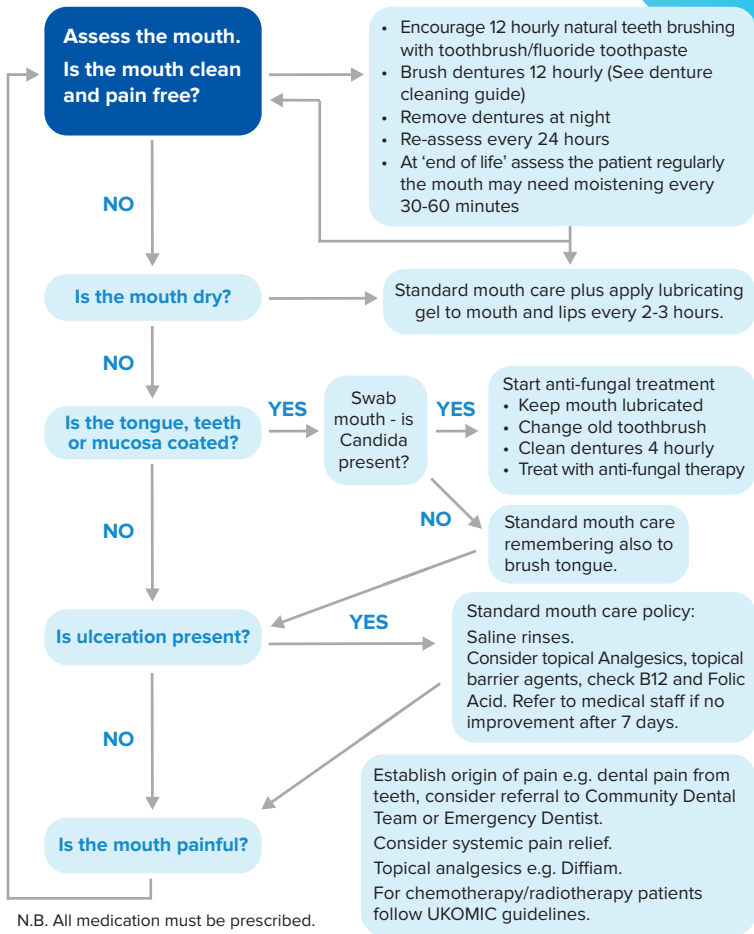 Assess the mouth.
Is the mouth clean
and pain free?
• Encourage 12 hourly natural teeth brushing
with toothbrush/fluoride toothpaste
• Brush dentures 12 hourly (See denture
cleaning guide)
• Remove dentures at night
• Re-assess every 24 hours
• At ‘end of life’ assess the patient regularly
the mouth may need moistening every
30-60 minutes
NO
Is the mouth dry?
Standard mouth care plus apply lubricating
gel to mouth and lips every 2-3 hours.
NO
Is the tongue, teeth
or mucosa coated?
YES
Swab
mouth - is
Candida
present?
YES
Start anti-fungal treatment
• Keep mouth lubricated
• Change old toothbrush
• Clean dentures 4 hourly
• Treat with anti-fungal therapy
NO
NO
Standard mouth care
remembering also to
brush tongue.
Is ulceration present?
YES
Standard mouth care policy:
Saline rinses.
Consider topical Analgesics, topical
barrier agents, check B12 and Folic
Acid. Refer to medical staff if no
improvement after 7 days.
NO
Is the mouth painful?
Establish origin of pain e.g. dental pain from
teeth, consider referral to Community Dental
Team or Emergency Dentist.
Consider systemic pain relief.
Topical analgesics e.g. Diffiam.
For chemotherapy/radiotherapy patients
follow UKOMIC guidelines.
N.B. All medication must be prescribed.